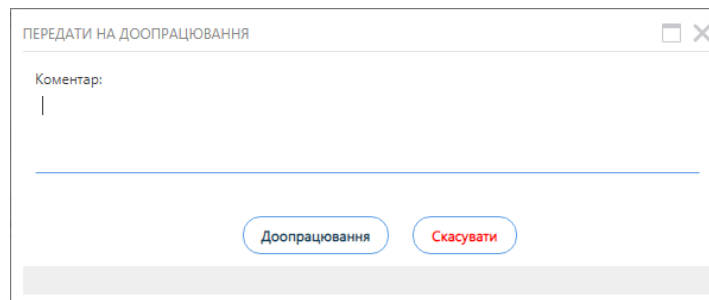 ПЕРЕДАТИ НА ДООПРАЦЮВАННЯ
Коментар:
Доопрацювання Скасувати